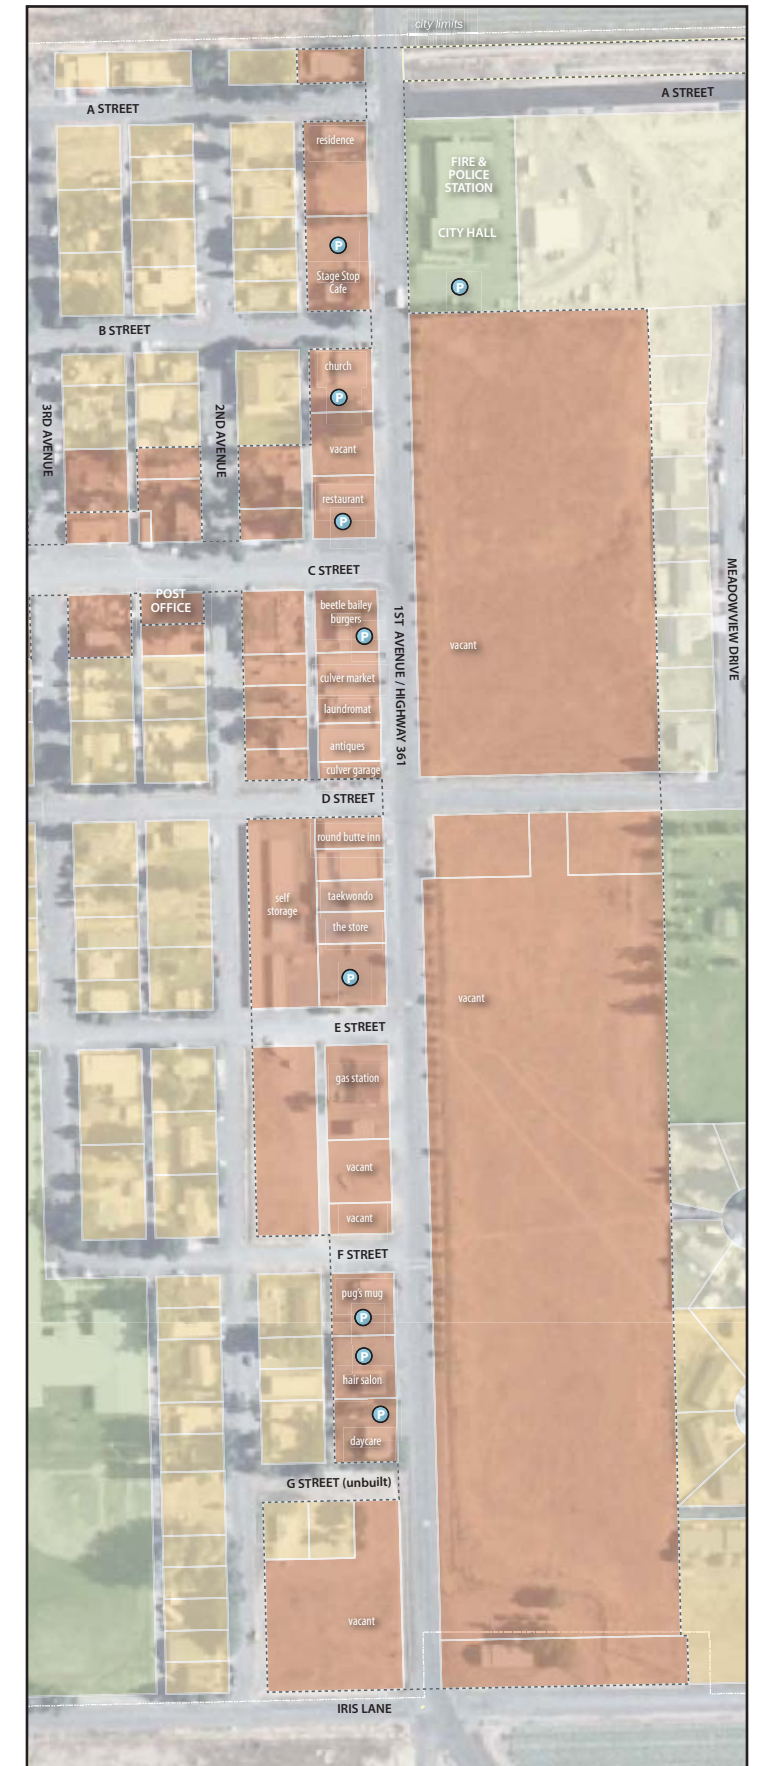 city limits
A STREET
A STREET
residence
FIRE &
POLICE
STATION
CITY HALL
P
Stage Stop
Cafe
P
B STREET
church
P
3RD AVENUE
2ND AVENUE
vacant
restaurant
P
C STREET
POST
OFFICE
beetle bailey
burgers
P
1ST AVENUE / HIGHWAY 361
vacant
MEADOWVIEW DRIVE
culver market
laundromat
antiques
culver garage
D STREET
round butte inn
self
storage
taekwondo
the store
P
vacant
E STREET
gas station
vacant
vacant
F STREET
pug's mug
P
P
hair salon
P
daycare
G STREET (unbuilt)
vacant
IRIS LANE